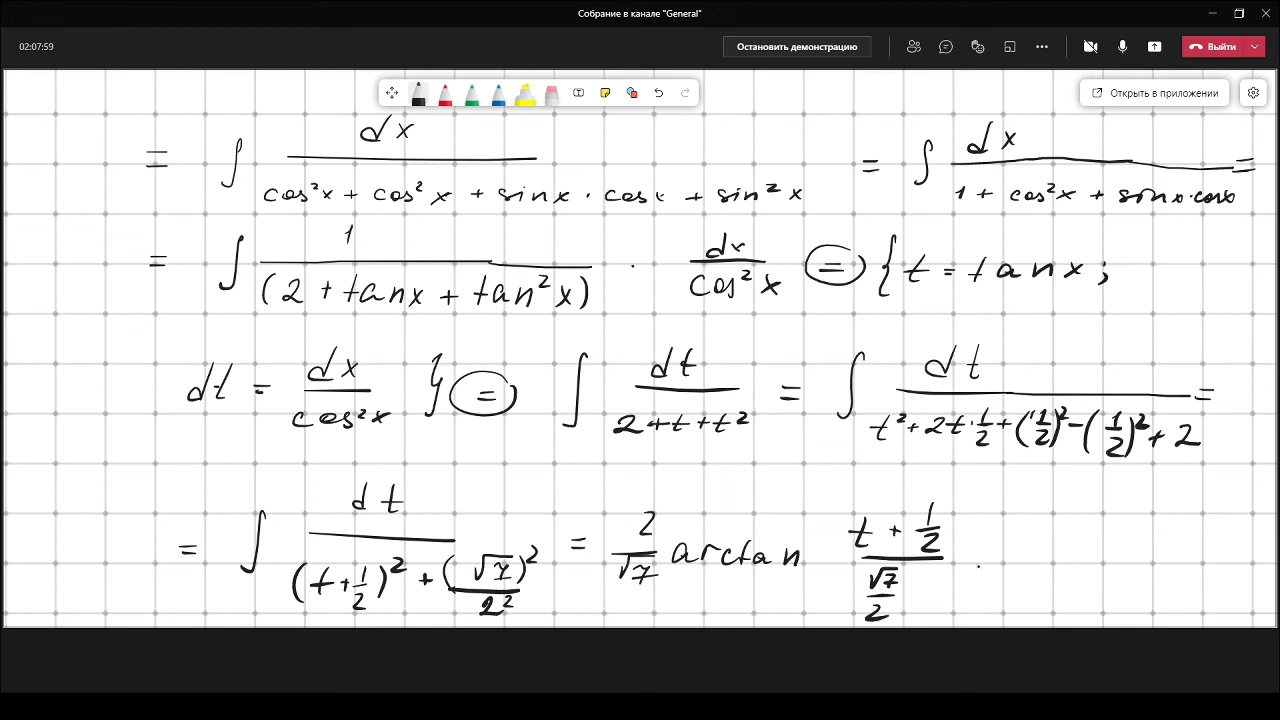 Собрание в канале "General"
02:07:59
Остановить демонстрацию
Выйти
Открыть в приложении
= ∫ dx / (cos²x + cos²x + sinx · cosx + sin²x) = ∫ dx / (1 + cos²x + sinx·cosx) =
= ∫ 1 / (2 + tanx + tan²x) · dx / cos²x = { t = tanx ;
dt = dx / cos²x } = ∫ dt / (2 + t + t²) = ∫ dt / (t² + 2t·1/2 + (1/2)² - (1/2)² + 2) =
= ∫ dt / ((t + 1/2)² + (√7)² / 2²) = 2/√7 arctan (t + 1/2) / (√7/2) .